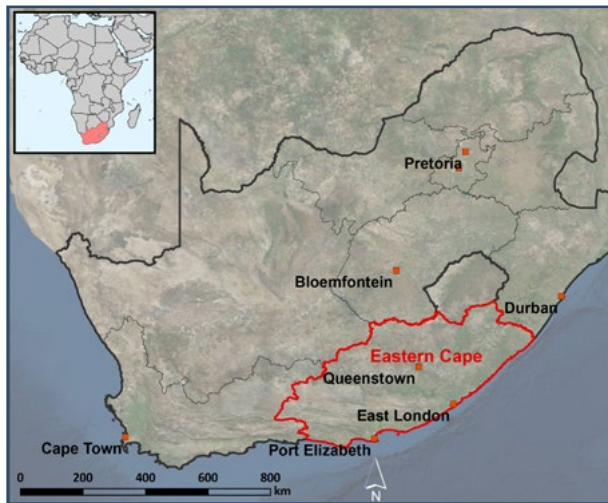 Pretoria
Bloemfontein
Durban
Eastern Cape
Queenstown
East London
Cape Town
Port Elizabeth
0 200 400 600 800
km
N